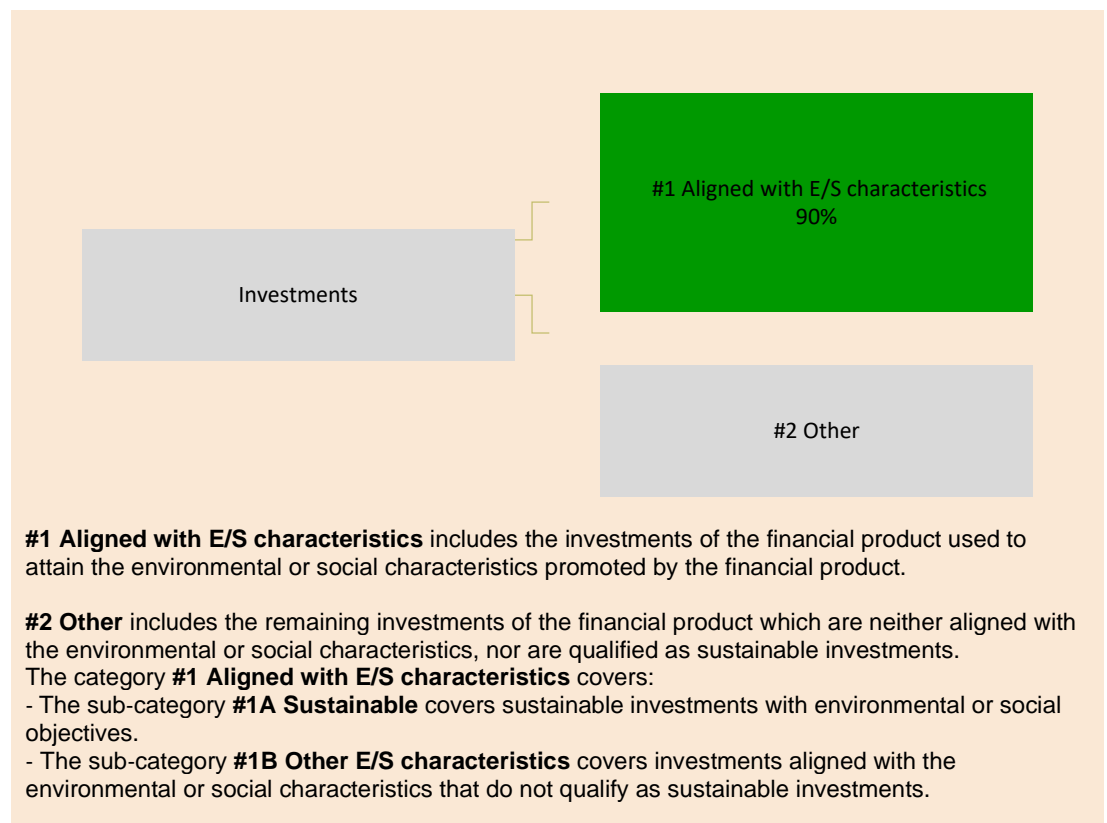 #1 Aligned with E/S characteristics
90%
Investments
#2 Other
#1 Aligned with E/S characteristics includes the investments of the financial product used to
attain the environmental or social characteristics promoted by the financial product.
#2 Other includes the remaining investments of the financial product which are neither aligned with
the environmental or social characteristics, nor are qualified as sustainable investments.
The category #1 Aligned with E/S characteristics covers:
- The sub-category #1A Sustainable covers sustainable investments with environmental or social
objectives.
- The sub-category #1B Other E/S characteristics covers investments aligned with the
environmental or social characteristics that do not qualify as sustainable investments.